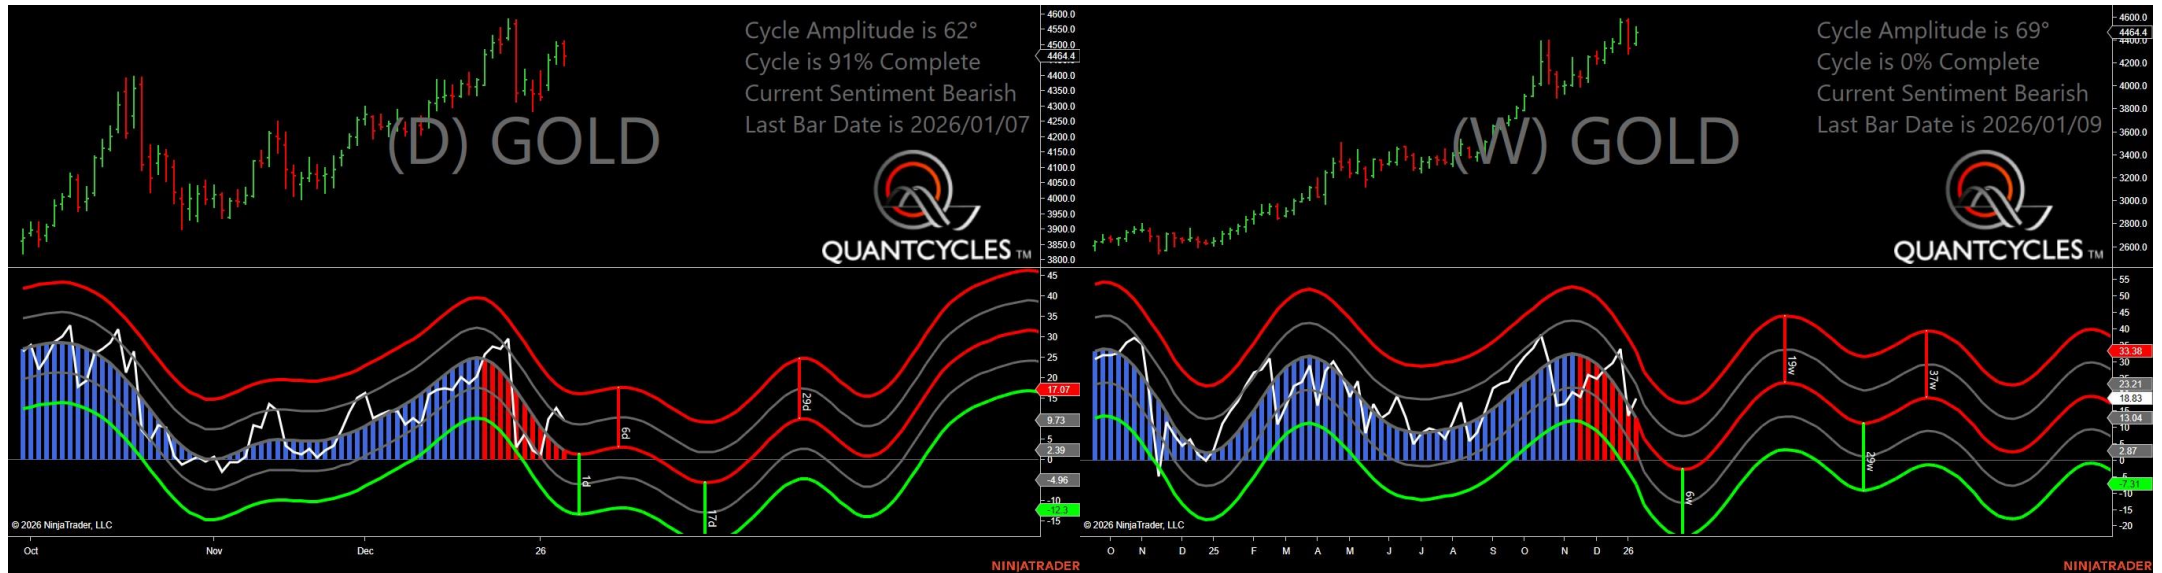 Cycle Amplitude is 62°
Cycle is 91% Complete
Current Sentiment Bearish
Last Bar Date is 2026/01/07
(D) GOLD
QUANTCYCLES TM
4600.0
4550.0
4500.0
4464.4
4400.0
4350.0
4300.0
4250.0
4200.0
4150.0
4100.0
4050.0
4000.0
3950.0
3900.0
3850.0
3800.0
45
40
35
30
25
20
17.07
15
9.73
5
2.39
0
-4.96
-10
-12.3
-15
6d
29d
1d
17d
© 2026 NinjaTrader, LLC
Oct
Nov
Dec
26
NINJATRADER
Cycle Amplitude is 69°
Cycle is 0% Complete
Current Sentiment Bearish
Last Bar Date is 2026/01/09
(W) GOLD
QUANTCYCLES TM
4600.0
4464.4
4400.0
4200.0
4000.0
3800.0
3600.0
3400.0
3200.0
3000.0
2800.0
2600.0
55
50
45
40
35
33.38
30
23.21
18.83
15
13.04
5
2.87
0
-7.31
-10
-15
-20
19w
37w
29w
6w
© 2026 NinjaTrader, LLC
O
N
D
25
F
M
A
M
J
J
A
S
O
N
D
26
NINJATRADER